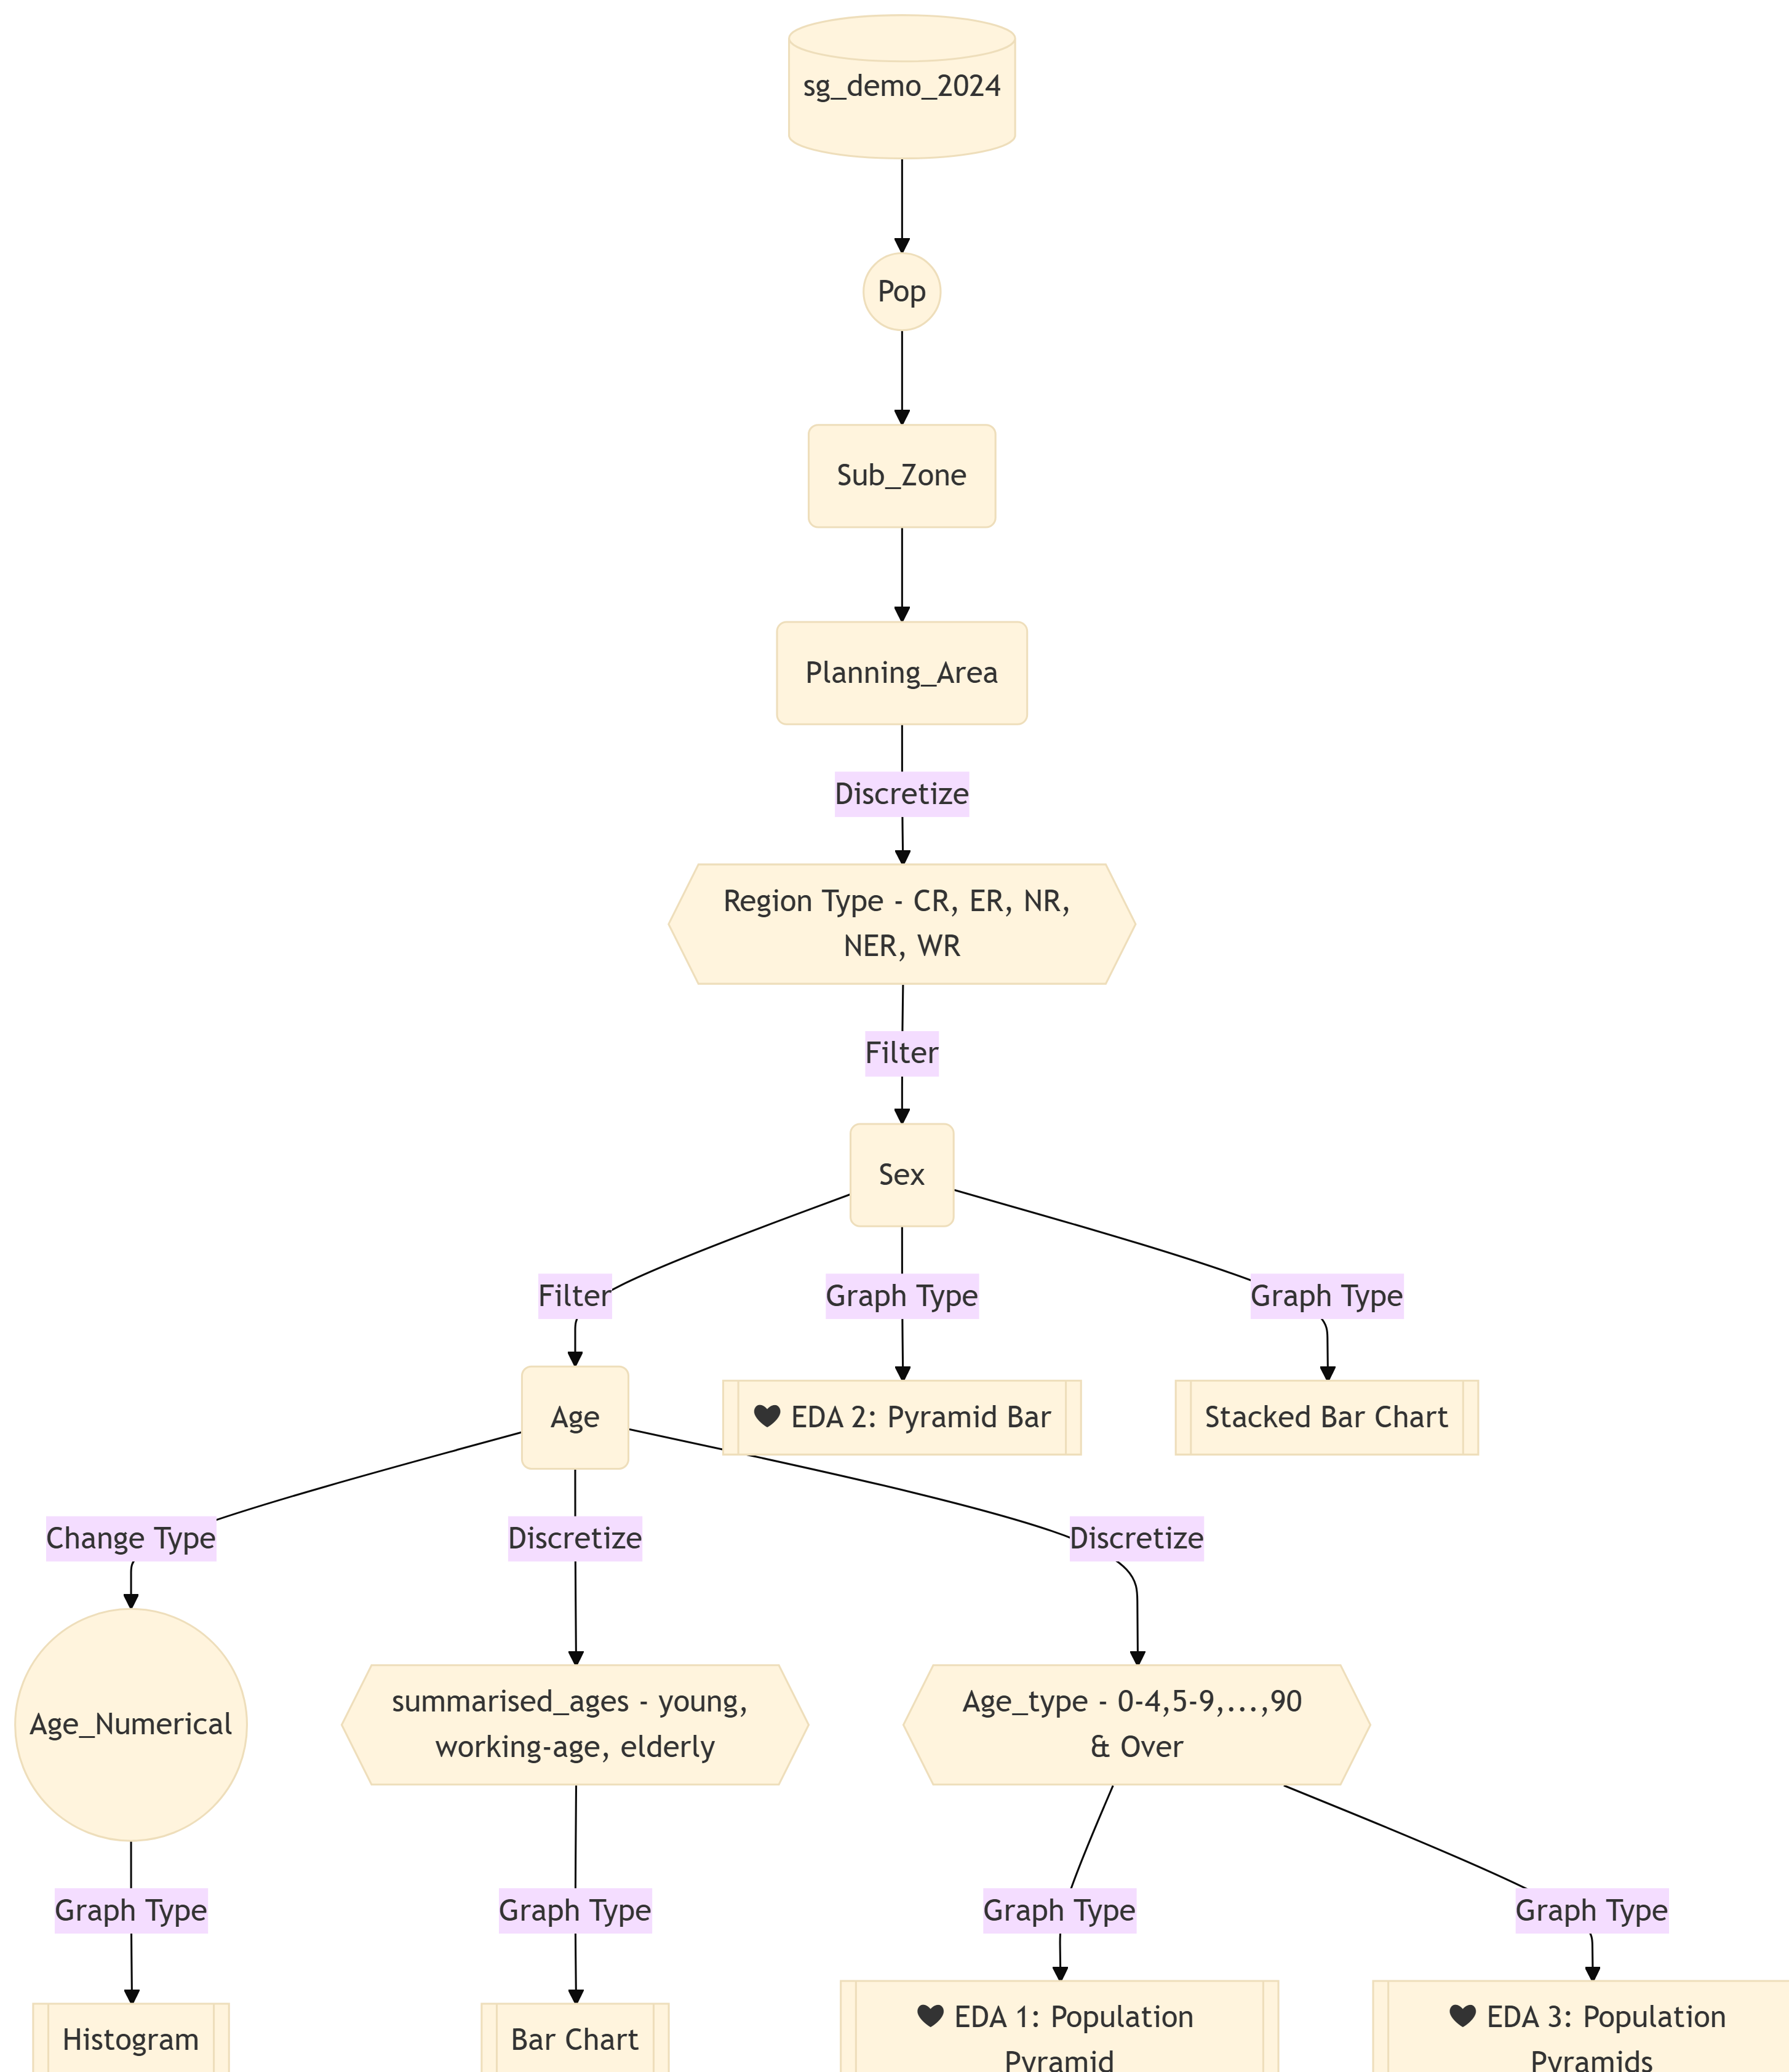 sg_demo_2024
Pop
Sub_Zone
Planning_Area
Discretize
Region Type - CR, ER, NR,
NER, WR
Filter
Sex
Filter
Graph Type
Graph Type
Age
♥ EDA 2: Pyramid Bar
Stacked Bar Chart
Change Type
Discretize
Discretize
Age_Numerical
summarised_ages - young,
working-age, elderly
Age_type - 0-4,5-9,...,90
& Over
Graph Type
Graph Type
Graph Type
Graph Type
Histogram
Bar Chart
♥ EDA 1: Population
Pyramid
♥ EDA 3: Population
Pyramids